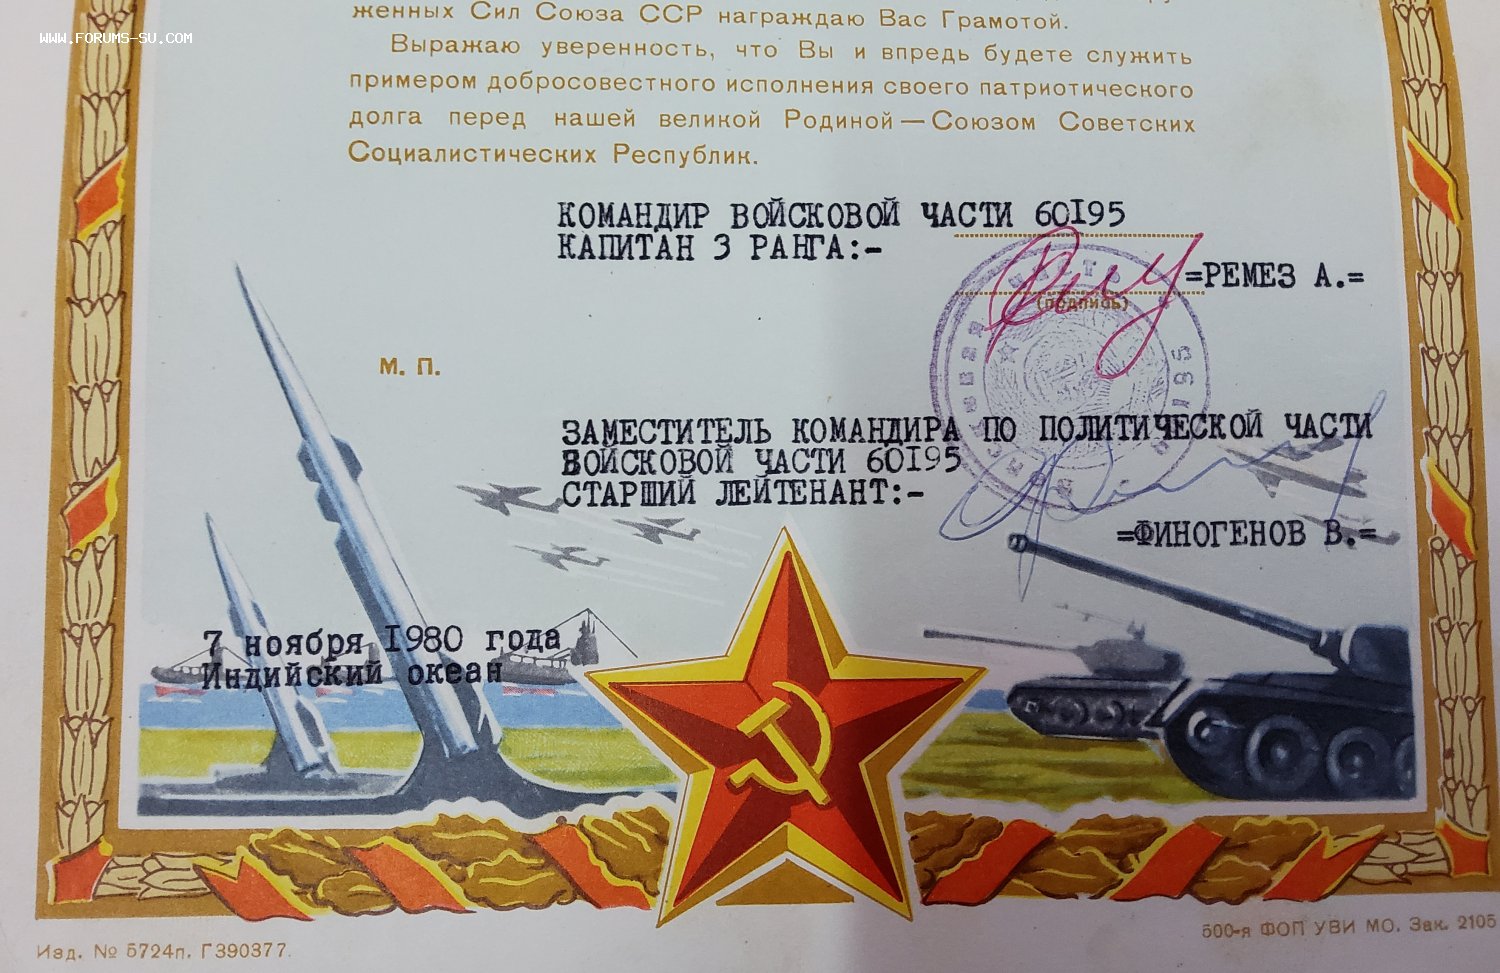 женных Сил Союза ССР награждаю Вас Грамотой.
WWW.FORUMS-SU.COM
Выражаю уверенность, что Вы и впредь будете служить
примером добросовестного исполнения своего патриотического
долга перед нашей великой Родиной — Союзом Советских
Социалистических Республик.
КОМАНДИР ВОЙСКОВОЙ ЧАСТИ 60I95
КАПИТАН 3 РАНГА:-
=РЕМЕЗ А.=
(подпись)
М. П.
ЗАМЕСТИТЕЛЬ КОМАНДИРА ПО ПОЛИТИЧЕСКОЙ ЧАСТИ
ВОЙСКОВОЙ ЧАСТИ 60I95
СТАРШИЙ ЛЕЙТЕНАНТ:-
=ФИНОГЕНОВ В.=
7 ноября I980 года
Индийский океан
Изд. № 5724п. Г390377.
500-я ФОП УВИ МО. Зак. 2105